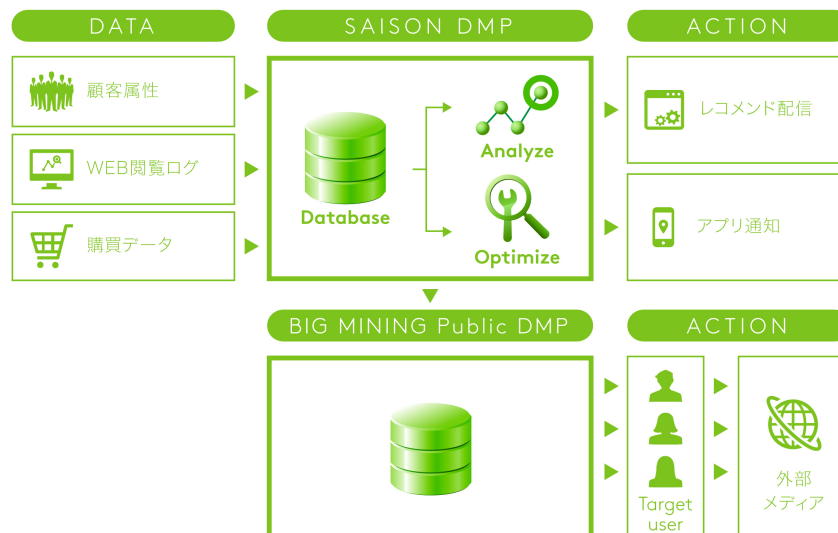 DATA
SAISON DMP
ACTION
顧客属性
WEB閲覧ログ
購買データ
Database
Analyze
Optimize
レコメンド配信
アプリ通知
BIG MINING Public DMP
ACTION
Target
user
外部
メディア